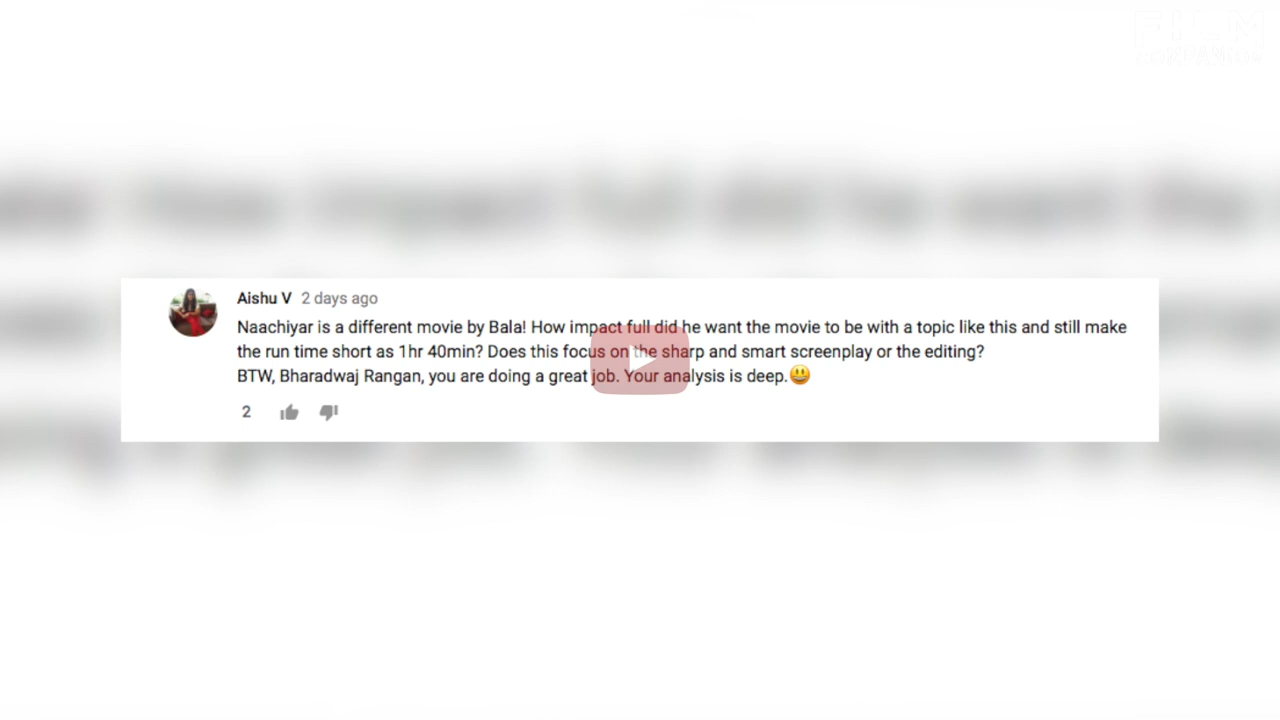 Aishu V 2 days ago
Naachiyar is a different movie by Bala! How impact full did he want the movie to be with a topic like this and still make
the run time short as 1hr 40min? Does this focus on the sharp and smart screenplay or the editing?
BTW, Bharadwaj Rangan, you are doing a great job. Your analysis is deep.😃
2